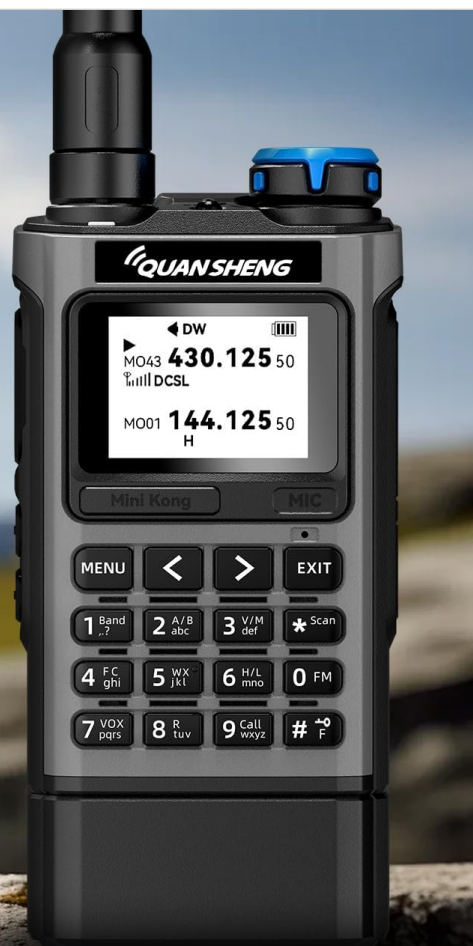 QUANSHENG
DW
M043 430.125 50
DCSL
M001 144.125 50
H
Mini Kong MIC
MENU < > EXIT
1 Band ,.? 2 A/B abc 3 V/M def * Scan
4 FC ghi 5 WX jkl 6 H/L mno 0 FM
7 VOX pqrs 8 R tuv 9 Call wxyz # F